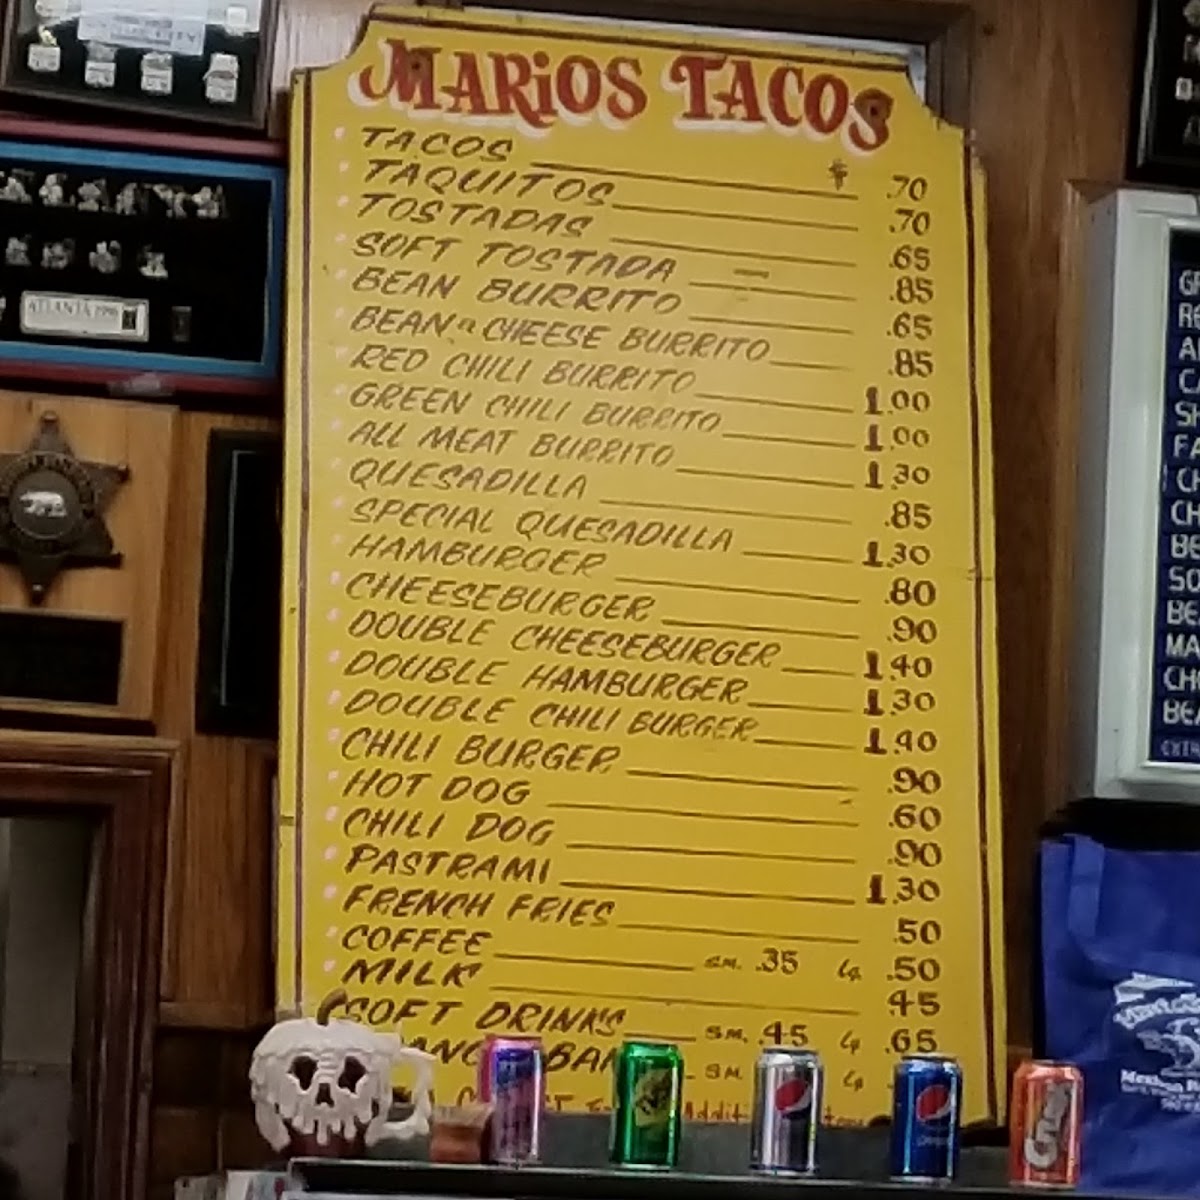 MARiOS TACOS
TACOS $ .70
TAQUITOS .70
TOSTADAS .65
SOFT TOSTADA .85
BEAN BURRITO .65
BEAN & CHEESE BURRITO .85
RED CHILI BURRITO 1.00
GREEN CHILI BURRITO 1.00
ALL MEAT BURRITO 1.30
QUESADILLA .85
SPECIAL QUESADILLA 1.30
HAMBURGER .80
CHEESEBURGER .90
DOUBLE CHEESEBURGER 1.40
DOUBLE HAMBURGER 1.30
DOUBLE CHILI BURGER 1.40
CHILI BURGER .90
HOT DOG .60
CHILI DOG .90
PASTRAMI 1.30
FRENCH FRIES .50
COFFEE SM. .35 Lg .50
MILK .45
SOFT DRINKS SM. .45 Lg .65
SM. Lg
ATLANTA 1996
pepsi
Crush